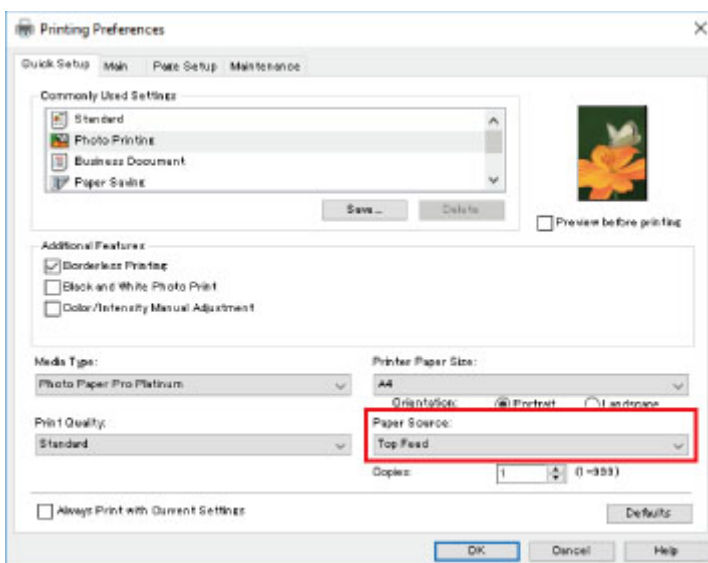 Printing Preferences
Quick Setup Main Page Setup Maintenance
Commonly Used Settings
Standard
Photo Printing
Business Document
Paper Saving
Save... Delete
Preview before printing
Additional Features
Borderless Printing
Black and White Photo Print
Color/Intensity Manual Adjustment
Media Type:
Photo Paper Pro Platinum
Printer Paper Size:
A4
Orientation: Portrait Landscape
Print Quality:
Standard
Paper Source:
Top Feed
Copies: 1 (1-999)
Always Print with Current Settings
Defaults
OK Cancel Help